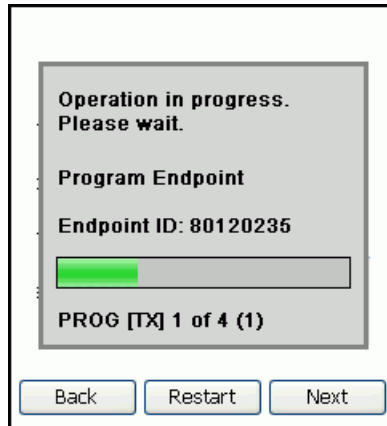 Operation in progress.
Please wait.
Program Endpoint
Endpoint ID: 80120235
PROG [TX] 1 of 4 (1)
Back
Restart
Next